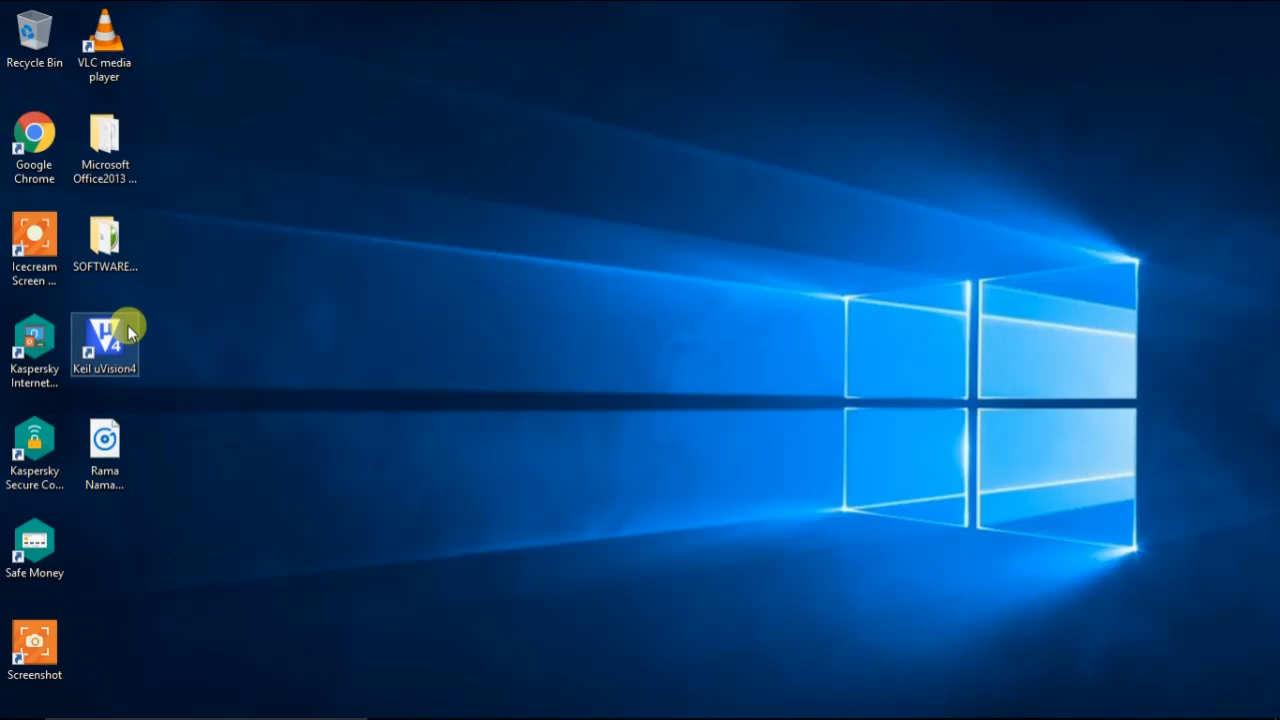 Recycle Bin
VLC media
player
Google
Chrome
Microsoft
Office2013 ...
Icecream
Screen ...
SOFTWARE...
Kaspersky
Internet...
µ
4
Keil uVision4
Kaspersky
Secure Co...
Rama
Nama...
Safe Money
Screenshot